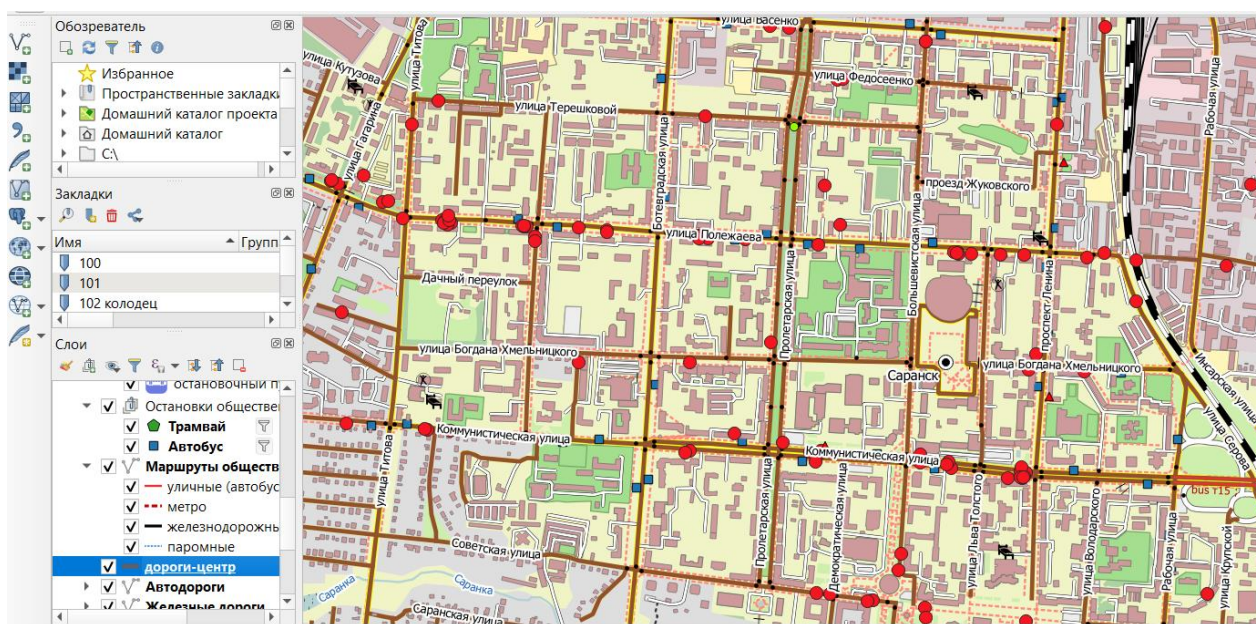 Обозреватель
Избранное
Пространственные закладки
Домашний каталог проекта
Домашний каталог
C:\
Закладки
Имя
Групп
100
101
102 колодец
Слои
остановочный п
Остановки обществе
Трамвай
Автобус
Маршруты обществ
уличные (автобус
метро
железнодорожны
паромные
дороги-центр
Автодороги
Железные дороги
улица Васенко
улица Титова
улица Кутузова
улица Федосеенко
Рабочая улица
улица Терешковой
улица Гагарина
Ботевградская улица
проезд Жуковского
улица Полежаева
Большевистская улица
Пролетарская улица
проспект Ленина
Дачный переулок
улица Богдана Хмельницкого
Саранск
улица Богдана Хмельницкого
Инсарская улица
улица Серова
Коммунистическая улица
Коммунистическая улица
улица Титова
bus т15
Пролетарская улица
Демократическая улица
улица Льва Толстого
улица Володарского
Рабочая улица
улица Крупской
Советская улица
Саранка
Саранка
Саранская улица